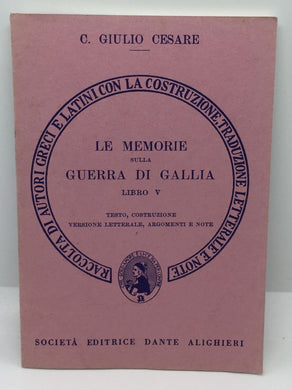 C. GIULIO CESARE
RACCOLTA DI AUTORI GRECI E LATINI CON LA COSTRUZIONE, TRADUZIONE LETTERALE E NOTE
LE MEMORIE
SULLA
GUERRA DI GALLIA
LIBRO V
TESTO, COSTRUZIONE
VERSIONE LETTERALE, ARGOMENTI E NOTE
SOCIETÀ EDITRICE DANTE ALIGHIERI